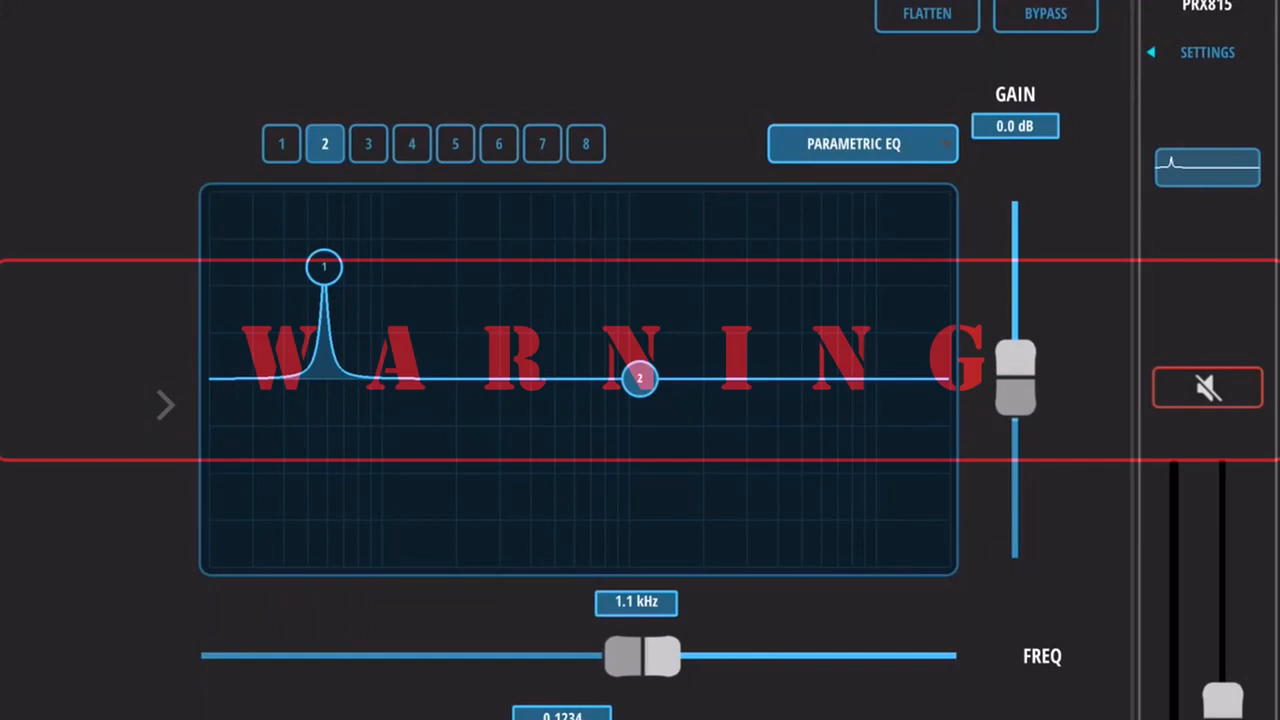 FLATTEN BYPASS PRX815
SETTINGS
GAIN
0.0 dB
1 2 3 4 5 6 7 8 PARAMETRIC EQ
1
WARNING
2
1.1 kHz
FREQ
0.1234